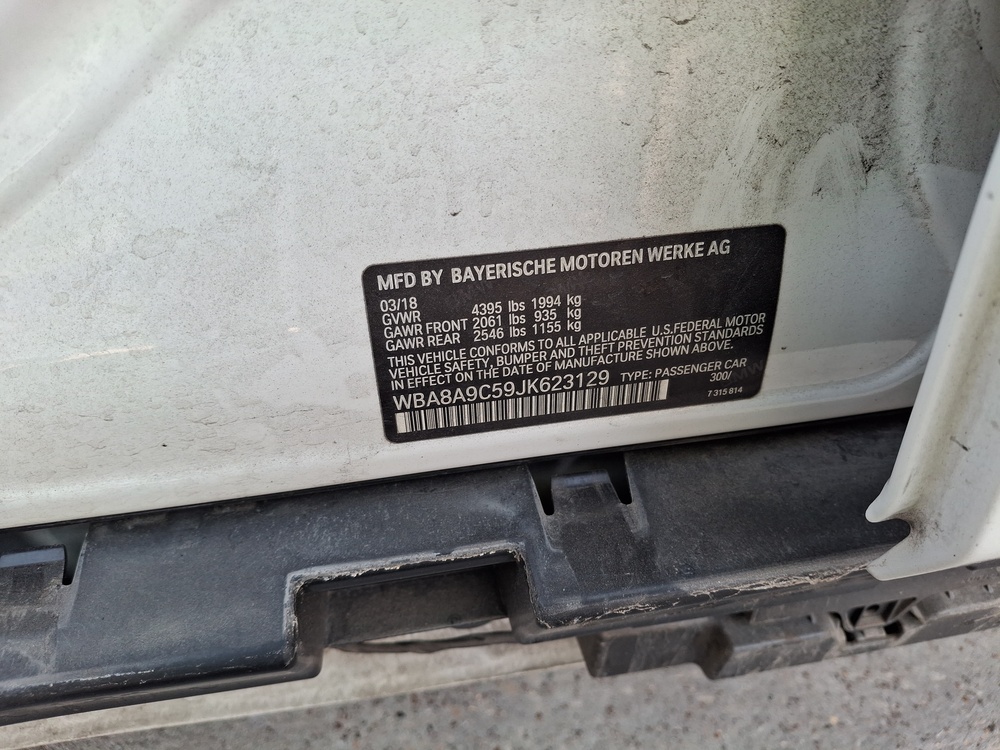 MFD BY BAYERISCHE MOTOREN WERKE AG
03/18
GVWR 4395 lbs 1994 kg
GAWR FRONT 2061 lbs 935 kg
GAWR REAR 2546 lbs 1155 kg
THIS VEHICLE CONFORMS TO ALL APPLICABLE U.S.FEDERAL MOTOR
VEHICLE SAFETY, BUMPER AND THEFT PREVENTION STANDARDS
IN EFFECT ON THE DATE OF MANUFACTURE SHOWN ABOVE.
WBA8A9C59JK623129 TYPE: PASSENGER CAR
300/
7 315 814